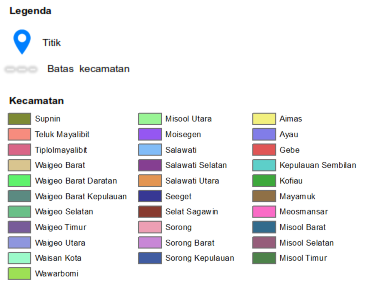 Legenda
Titik
Batas kecamatan
Kecamatan
Supnin
Teluk Mayalibit
Tiplolmayalibit
Waigeo Barat
Waigeo Barat Daratan
Waigeo Barat Kepulauan
Waigeo Selatan
Waigeo Timur
Waigeo Utara
Waisan Kota
Wawarbomi
Misool Utara
Moisegen
Salawati
Salawati Selatan
Salawati Utara
Seeget
Selat Sagawin
Sorong
Sorong Barat
Sorong Kepulauan
Aimas
Ayau
Gebe
Kepulauan Sembilan
Kofiau
Mayamuk
Meosmansar
Misool Barat
Misool Selatan
Misool Timur